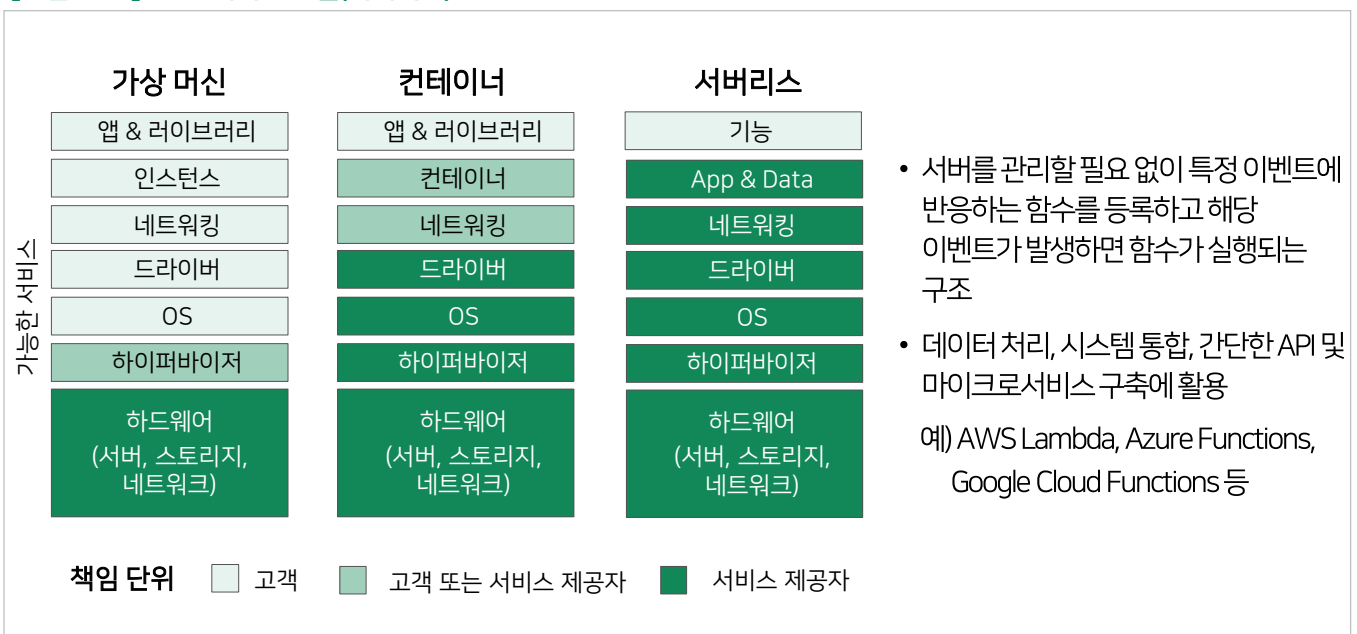 가상 머신
앱 & 러이브러리
인스턴스
네트워킹
드라이버
OS
하이퍼바이저
하드웨어
(서버, 스토리지,
네트워크)
컨테이너
앱 & 러이브러리
컨테이너
네트워킹
드라이버
OS
하이퍼바이저
하드웨어
(서버, 스토리지,
네트워크)
서버리스
기능
App & Data
네트워킹
드라이버
OS
하이퍼바이저
하드웨어
(서버, 스토리지,
네트워크)
가능한 서비스
• 서버를 관리할 필요 없이 특정 이벤트에
반응하는 함수를 등록하고 해당
이벤트가 발생하면 함수가 실행되는
구조
• 데이터 처리, 시스템 통합, 간단한 API 및
마이크로서비스 구축에 활용
예) AWS Lambda, Azure Functions,
Google Cloud Functions 등
책임 단위
고객
고객 또는 서비스 제공자
서비스 제공자